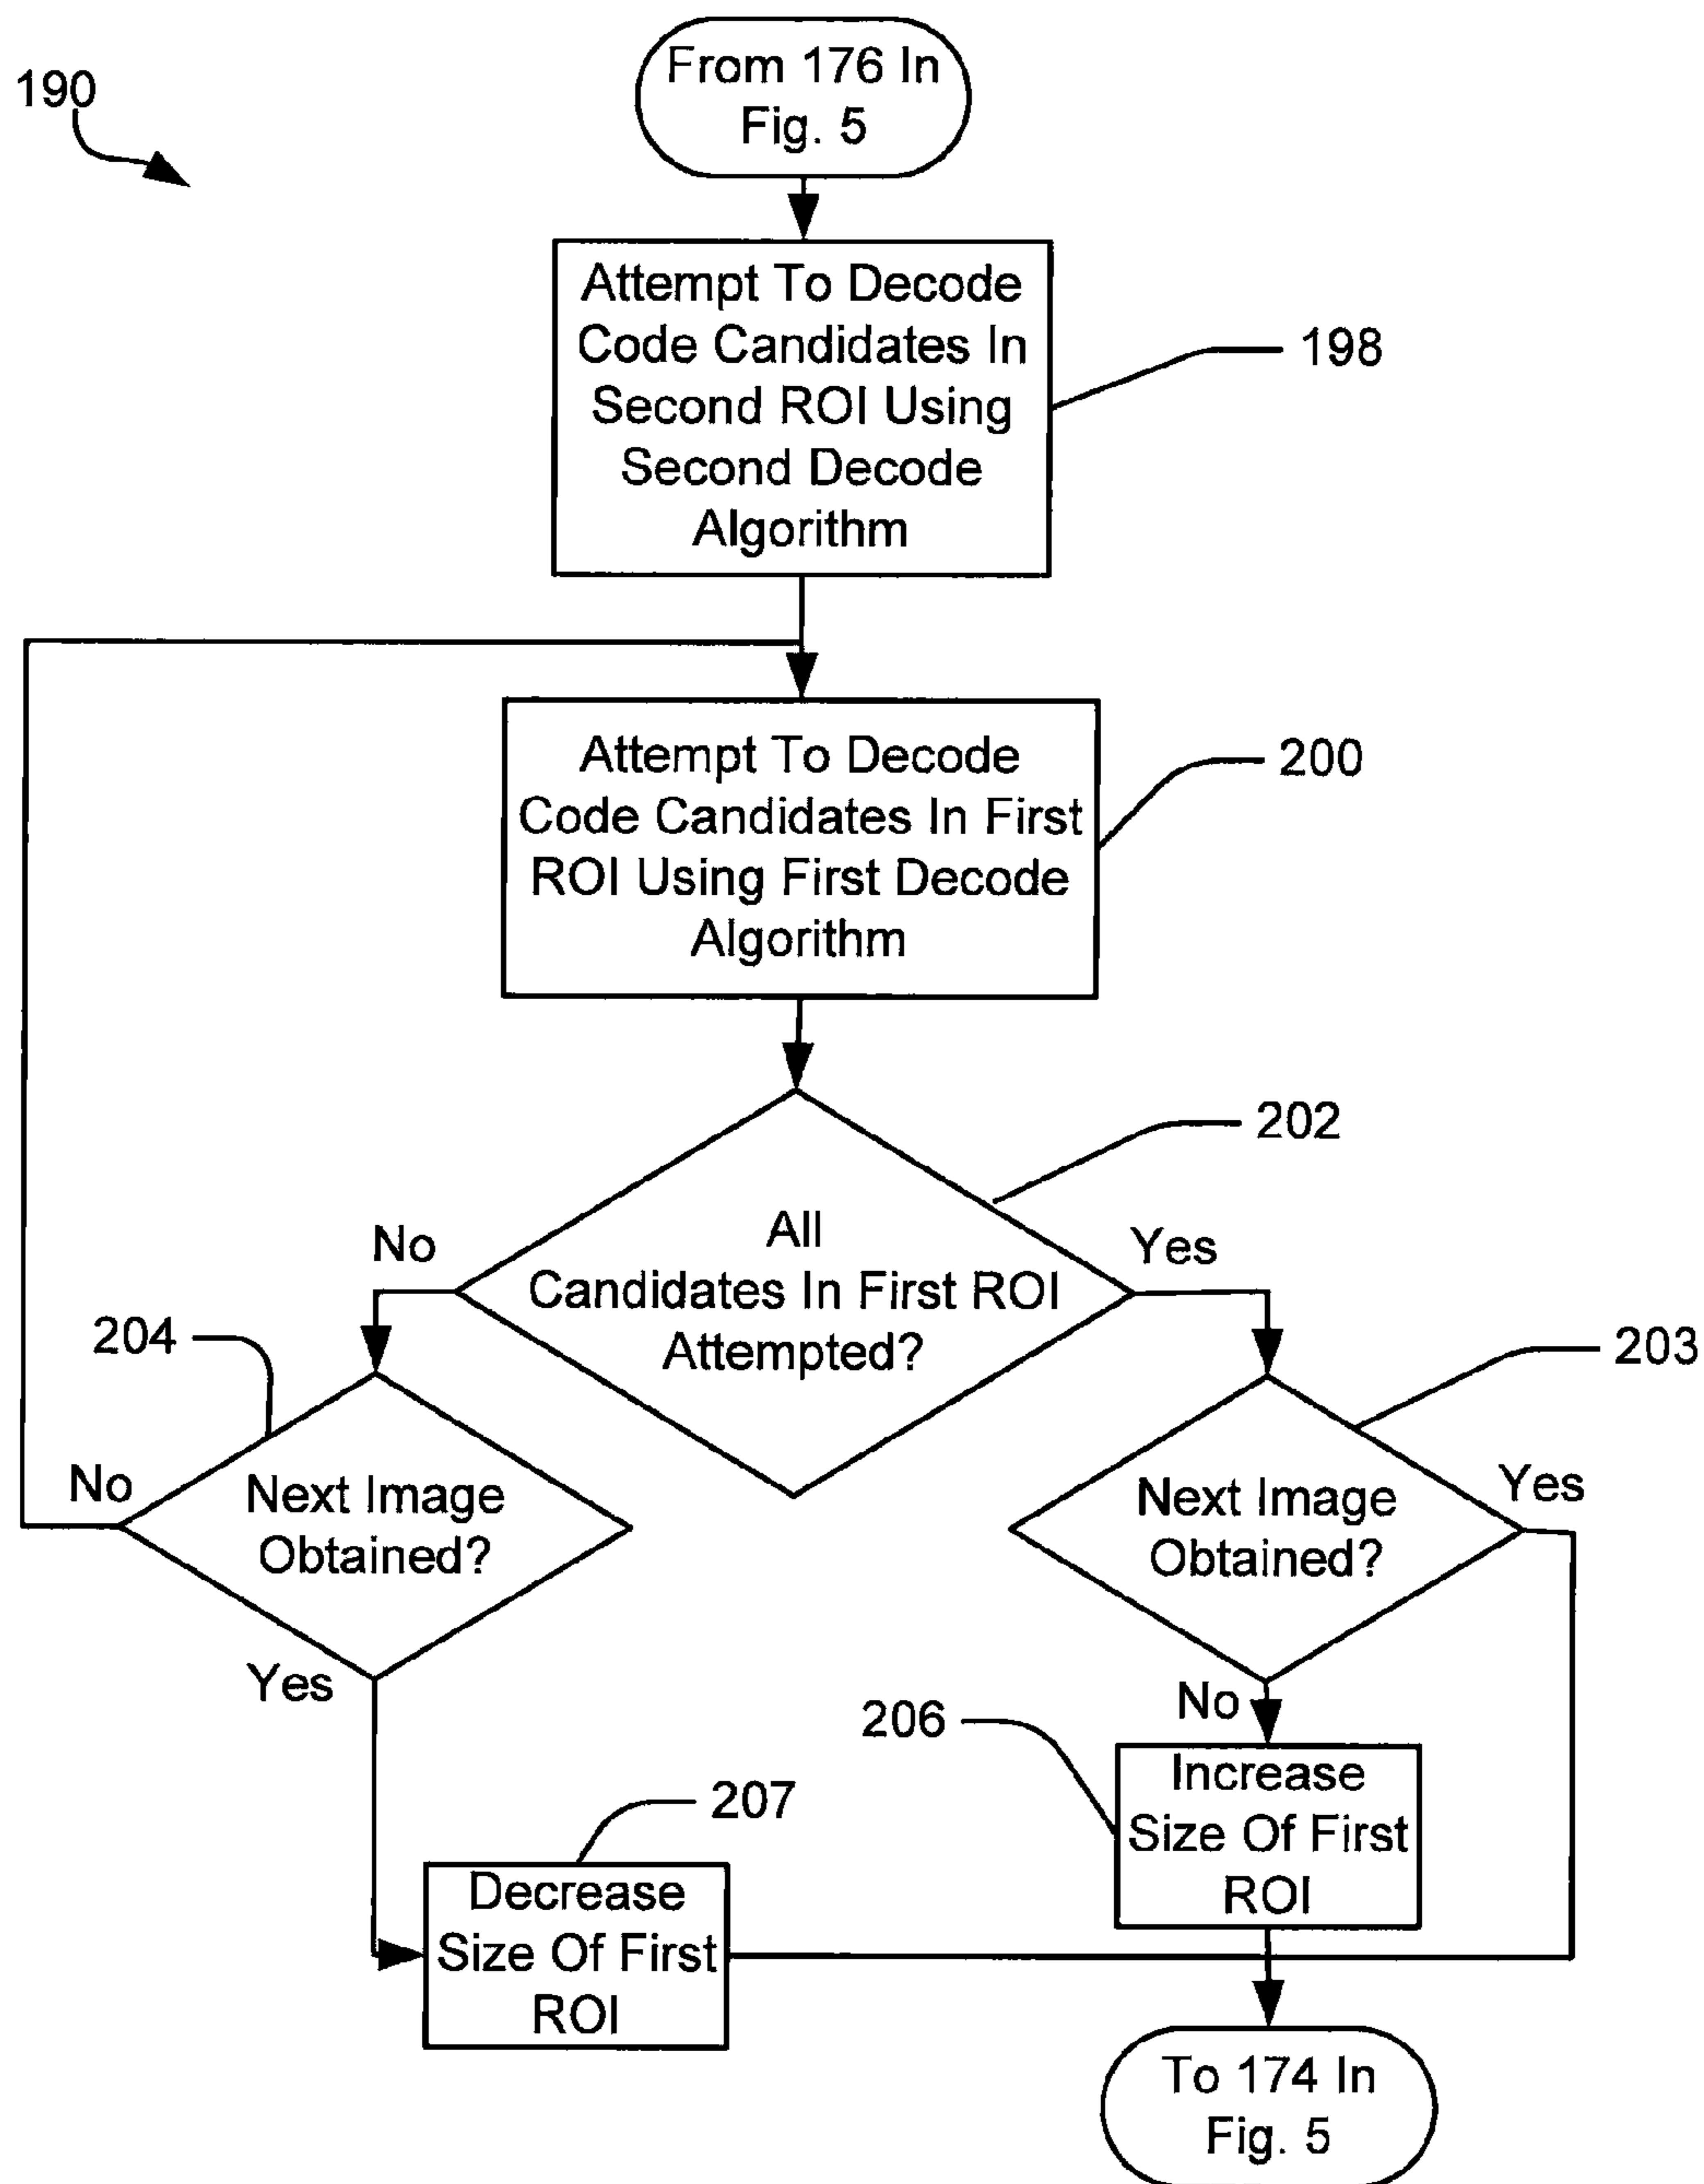 190
From 176 In
Fig. 5
Attempt To Decode
Code Candidates In
Second ROI Using
Second Decode
Algorithm
198
Attempt To Decode
Code Candidates In First
ROI Using First Decode
Algorithm
200
202
All
Candidates In First ROI
Attempted?
No
Yes
204
203
Next Image
Obtained?
No
Yes
Next Image
Obtained?
Yes
No
206
Increase
Size Of First
ROI
207
Decrease
Size Of First
ROI
To 174 In
Fig. 5